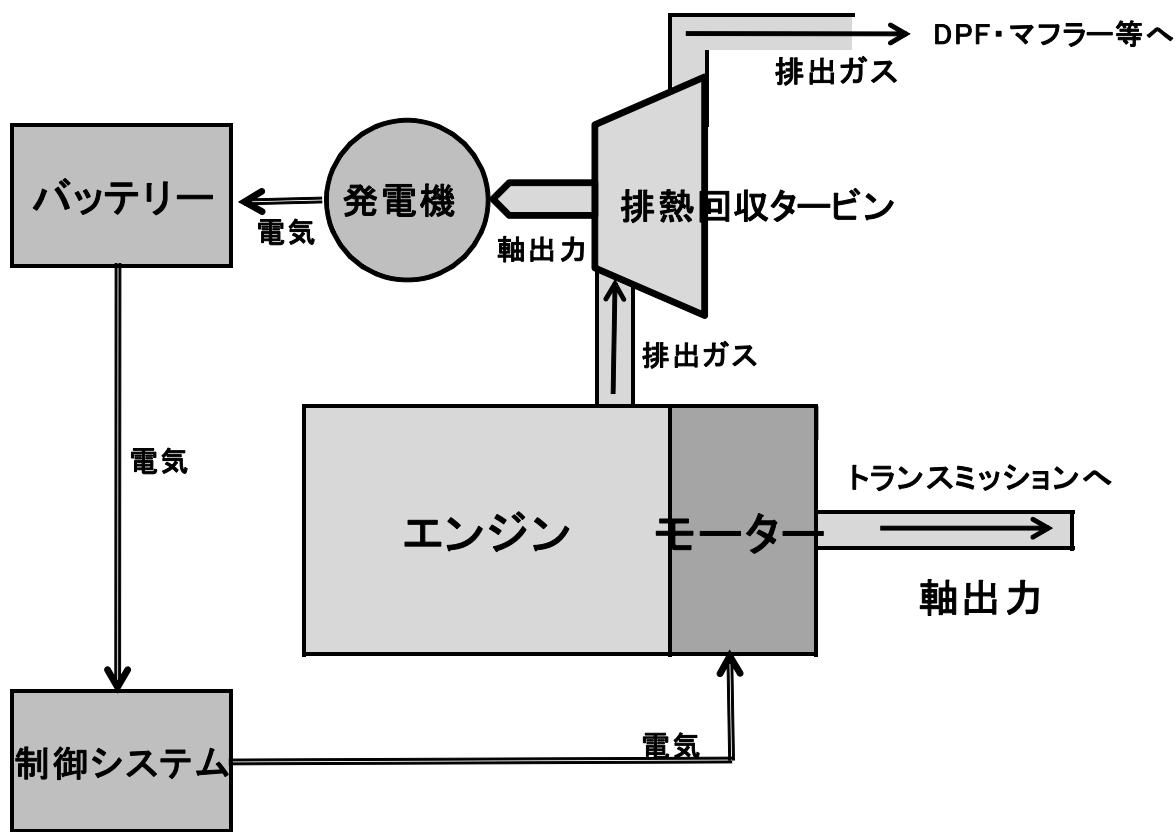 DPF・マフラー等へ
排出ガス
バッテリー
発電機
排熱回収タービン
電気
軸出力
排出ガス
電気
トランスミッションへ
エンジン
モーター
軸出力
電気
制御システム